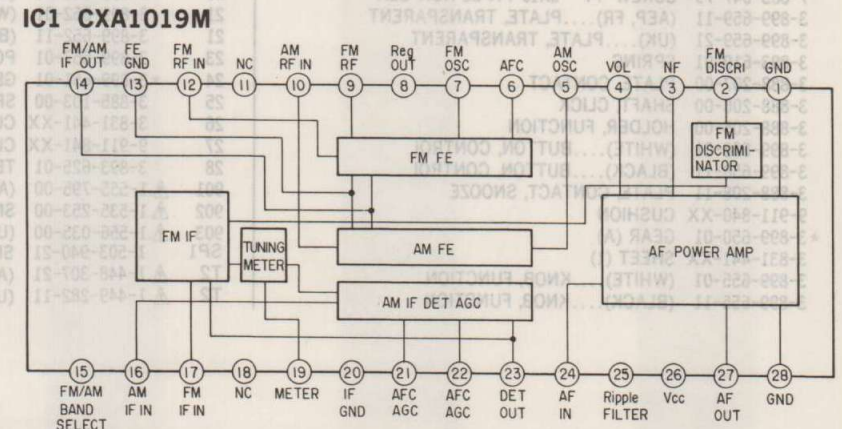 IC1 CXA1019M
FM/AM
IF OUT
FE
GND
FM
RF IN
NC
AM
RF IN
FM
RF
Reg
OUT
FM
OSC
AFC
AM
OSC
VOL
NF
FM
DISCRI
GND
14 13 12 11 10 9 8 7 6 5 4 3 2 1
FM FE
FM
DISCRIMI-
NATOR
FM IF
TUNING
METER
AM FE
AF POWER AMP
AM IF DET AGC
15 16 17 18 19 20 21 22 23 24 25 26 27 28
FM/AM
BAND
SELECT
AM
IF IN
FM
IF IN
NC
METER
IF
GND
AFC
AGC
AFC
AGC
DET
OUT
AF
IN
Ripple
FILTER
Vcc
AF
OUT
GND